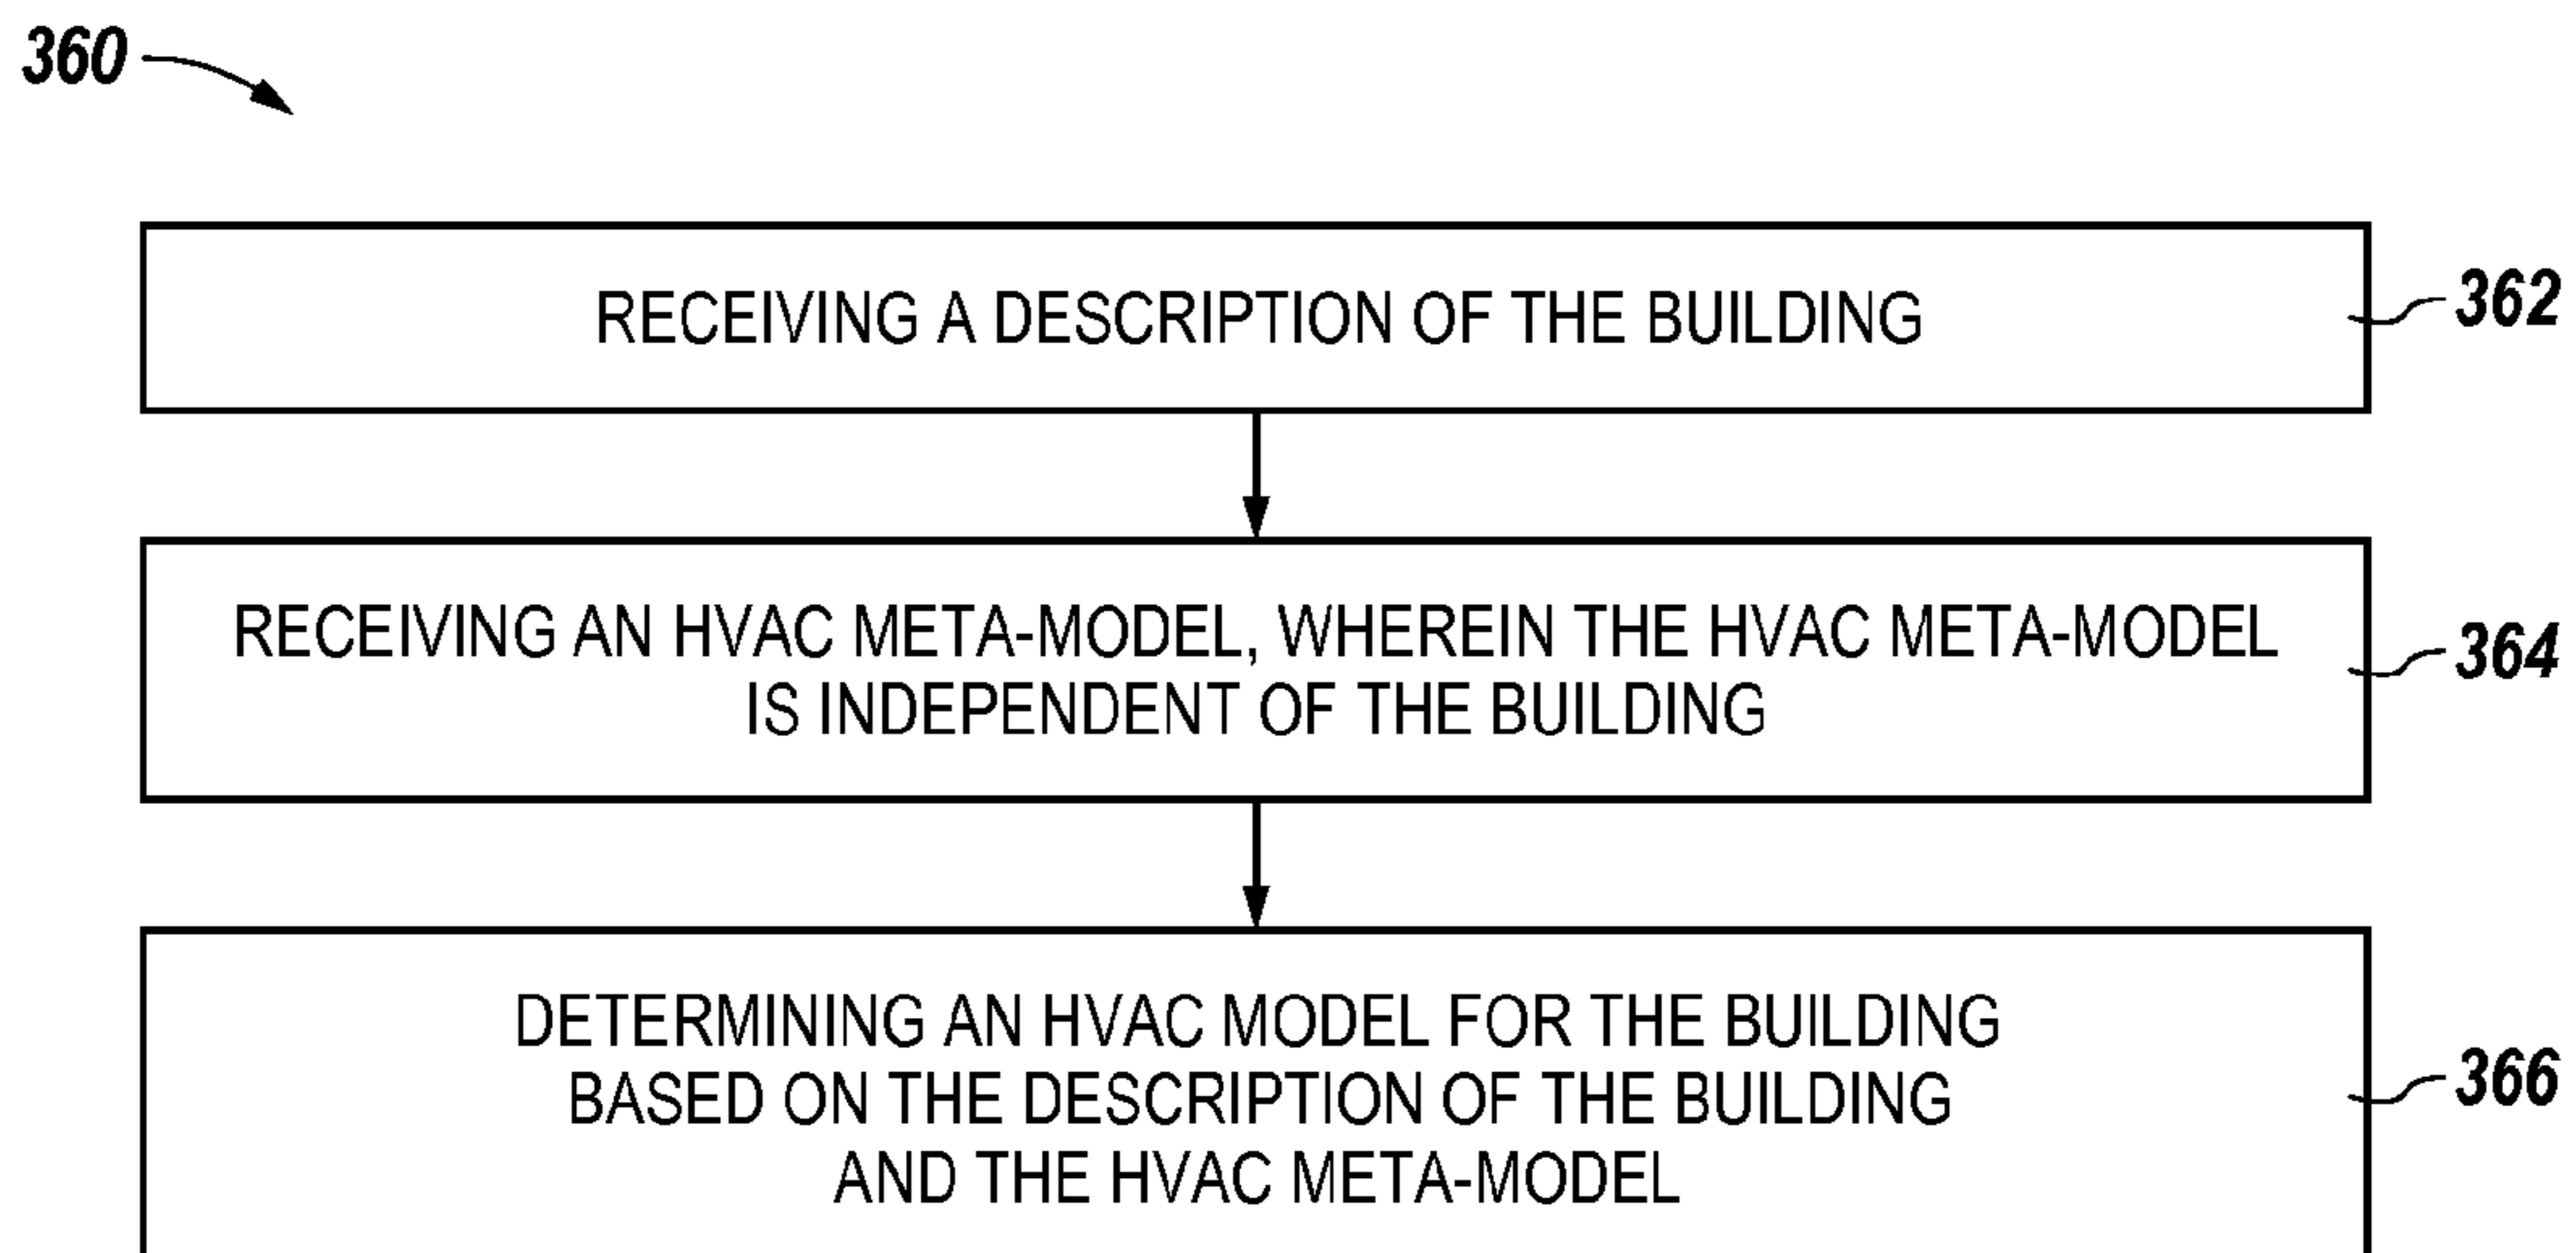 360
RECEIVING A DESCRIPTION OF THE BUILDING
362
RECEIVING AN HVAC META-MODEL, WHEREIN THE HVAC META-MODEL
IS INDEPENDENT OF THE BUILDING
364
DETERMINING AN HVAC MODEL FOR THE BUILDING
BASED ON THE DESCRIPTION OF THE BUILDING
AND THE HVAC META-MODEL
366